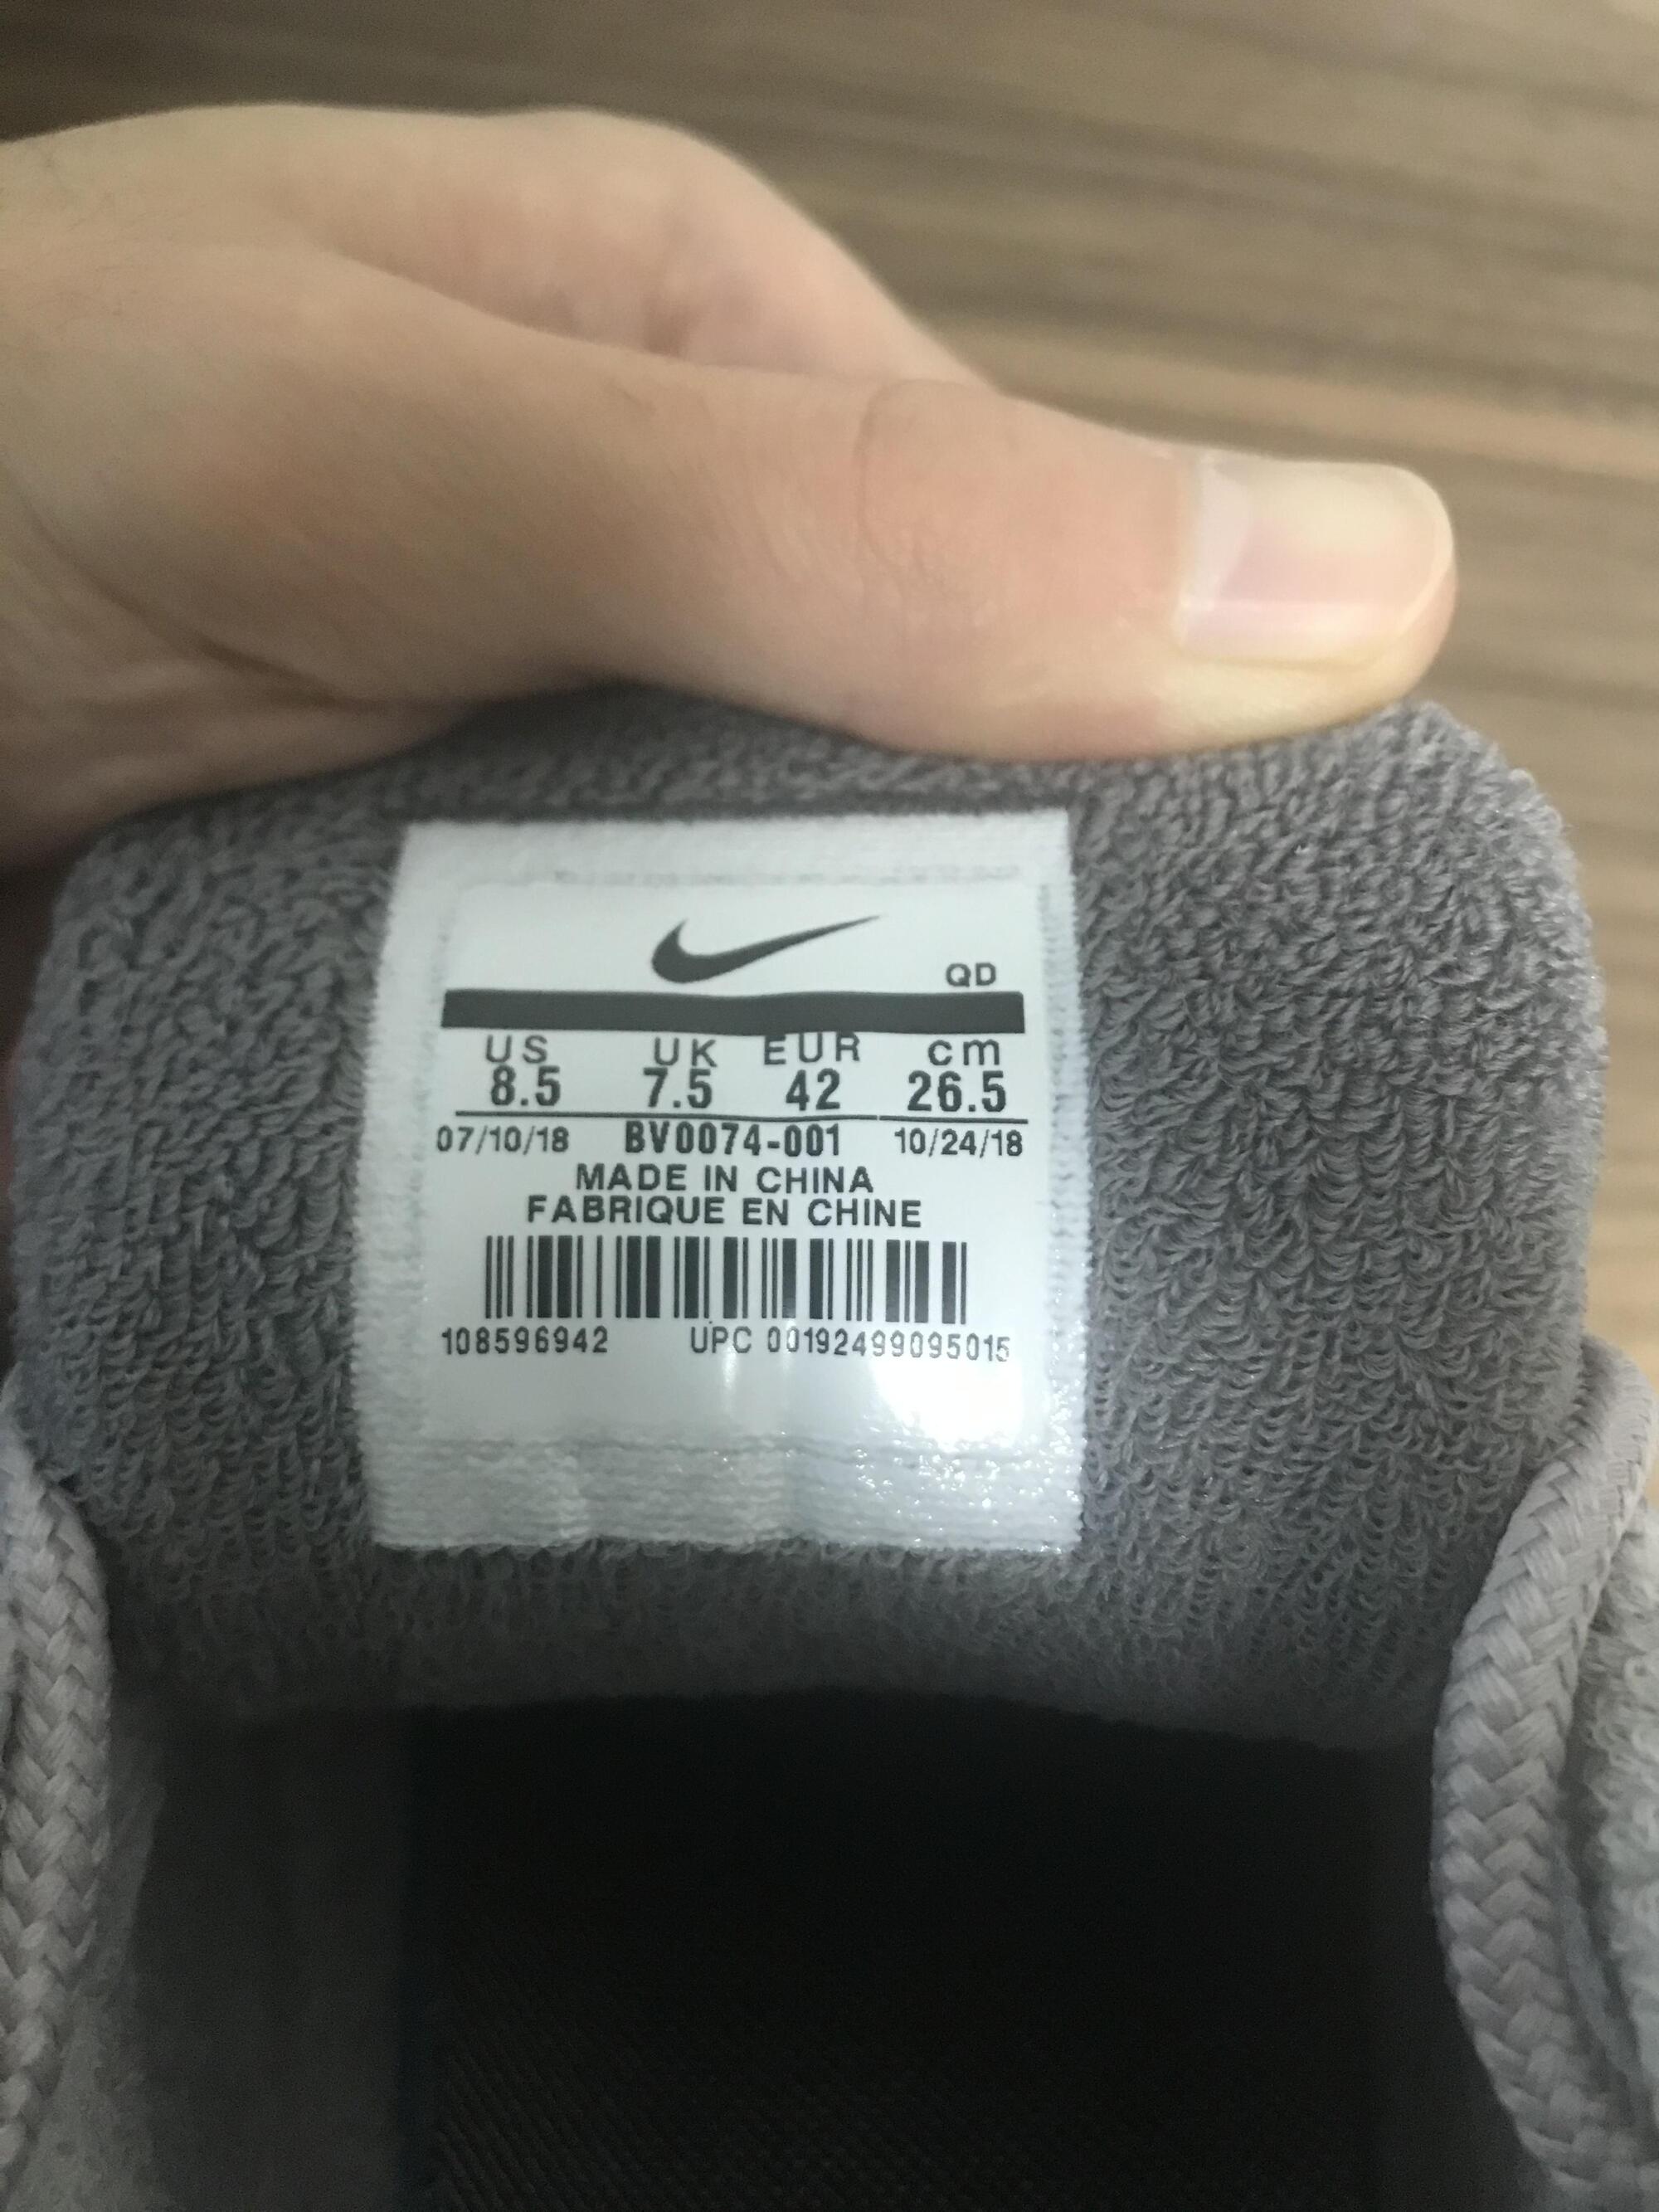 QD
US UK EUR cm
8.5 7.5 42 26.5
07/10/18 BV0074-001 10/24/18
MADE IN CHINA
FABRIQUE EN CHINE
108596942 UPC 00192499095015